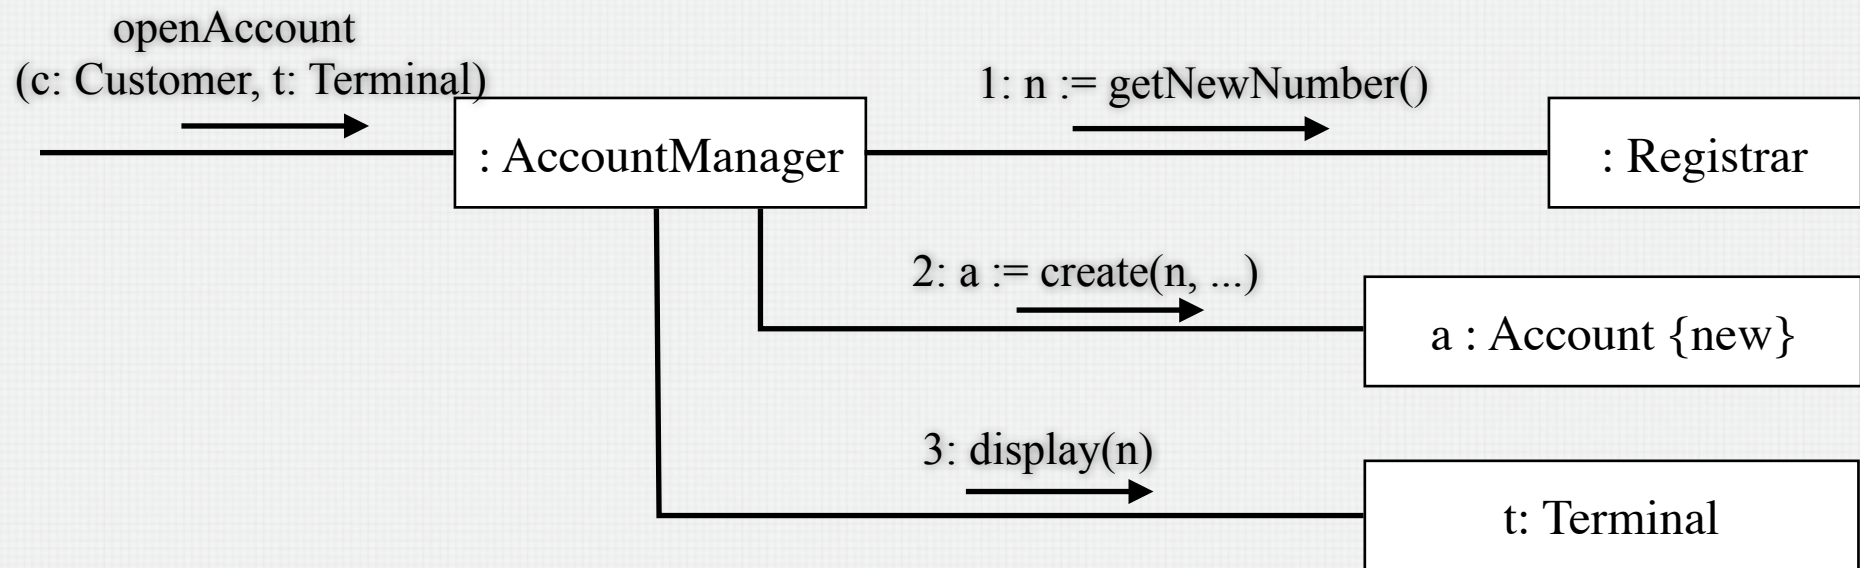 openAccount
(c: Customer, t: Terminal)
1: n := getNewNumber()
: AccountManager
: Registrar
2: a := create(n, ...)
a : Account {new}
3: display(n)
t: Terminal